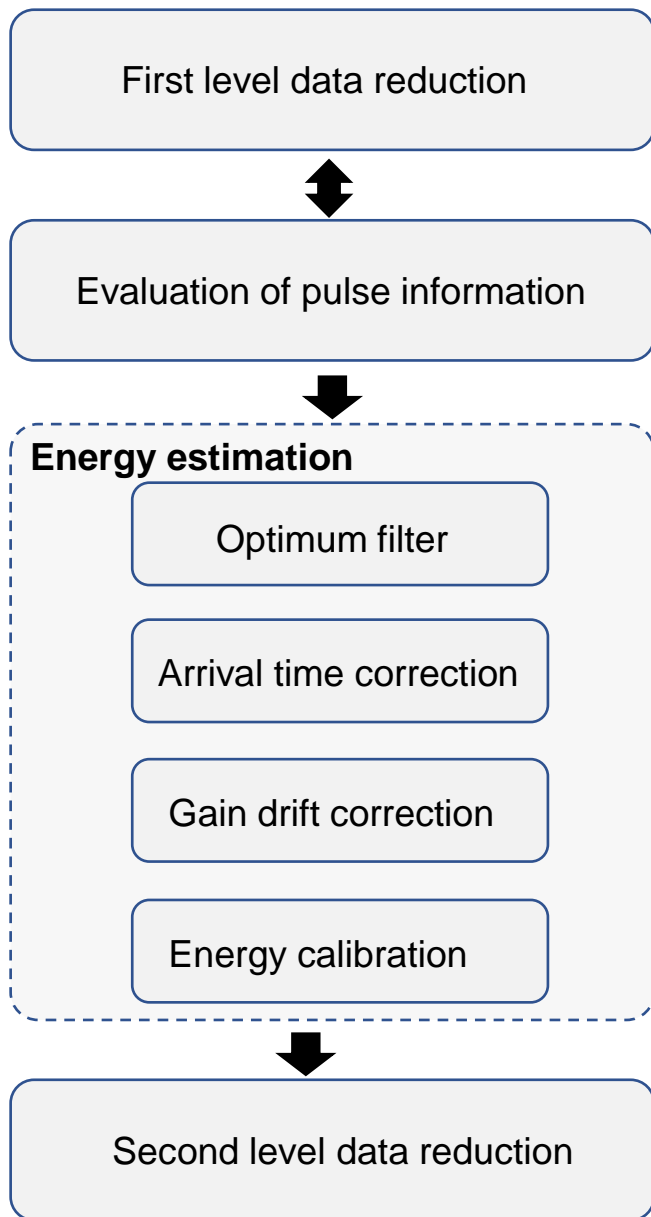 First level data reduction
Evaluation of pulse information
Energy estimation
Optimum filter
Arrival time correction
Gain drift correction
Energy calibration
Second level data reduction